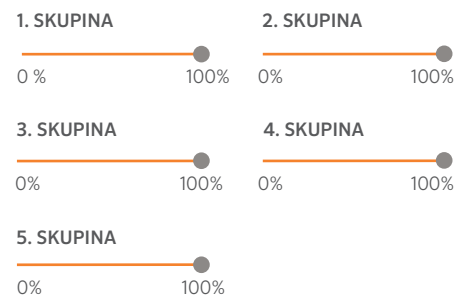 1. SKUPINA
0 % 100%
2. SKUPINA
0% 100%
3. SKUPINA
0% 100%
4. SKUPINA
0% 100%
5. SKUPINA
0% 100%